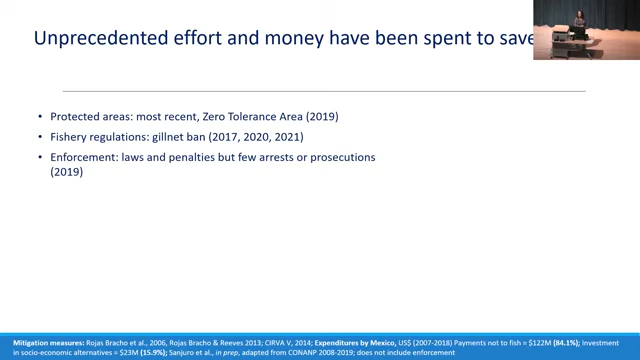 Unprecedented effort and money have been spent to save
• Protected areas: most recent, Zero Tolerance Area (2019)
• Fishery regulations: gillnet ban (2017, 2020, 2021)
• Enforcement: laws and penalties but few arrests or prosecutions
(2019)
Mitigation measures: Rojas Bracho et al., 2006, Rojas Bracho & Reeves 2013; CIRVA V, 2014; Expenditures by Mexico, US$ (2007-2018) Payments not to fish = $122M (84.1%); Investment
in socio-economic alternatives = $23M (15.9%); Sanjuro et al., in prep, adapted from CONANP 2008-2019; does not include enforcement